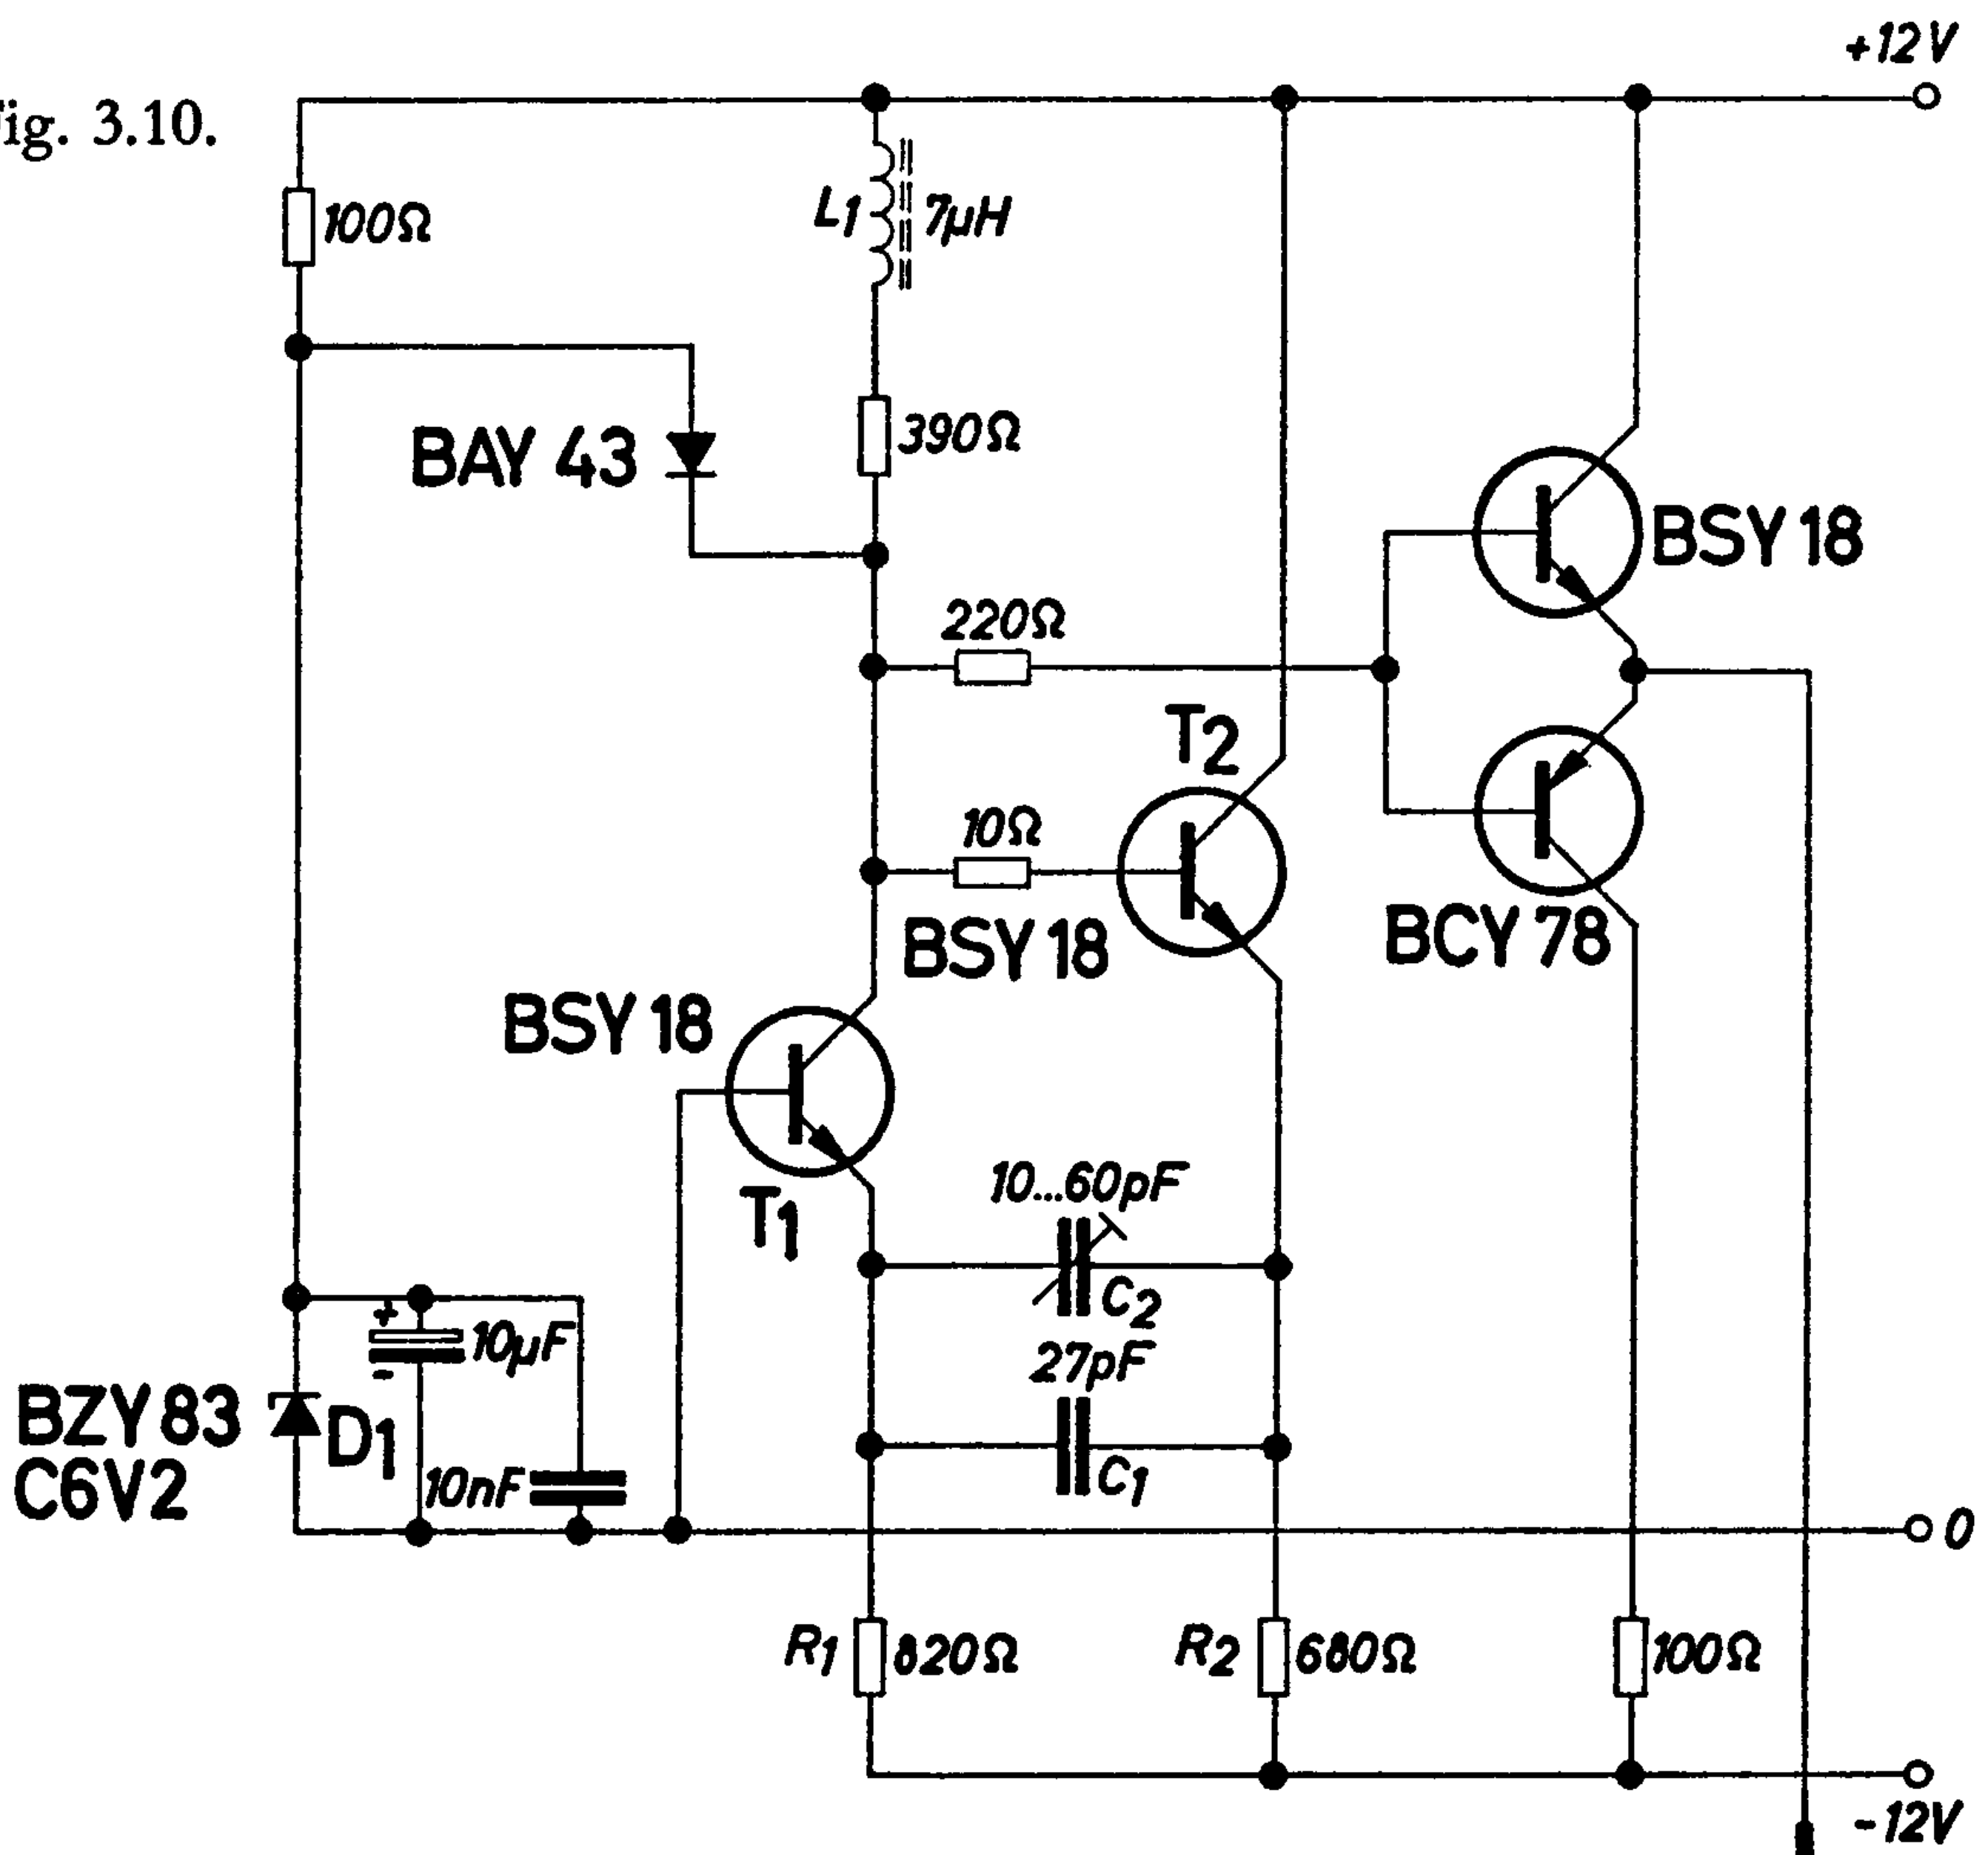 +12V
ig. 3.10.
100Ω
L1
7μH
BAY 43
390Ω
BSY 18
220Ω
T2
10Ω
BSY 18
BCY 78
BSY 18
T1
10...60pF
C2
27pF
C1
+
10μF
-
BZY 83
C6V2
D1
10nF
0
R1
820Ω
R2
680Ω
100Ω
-12V